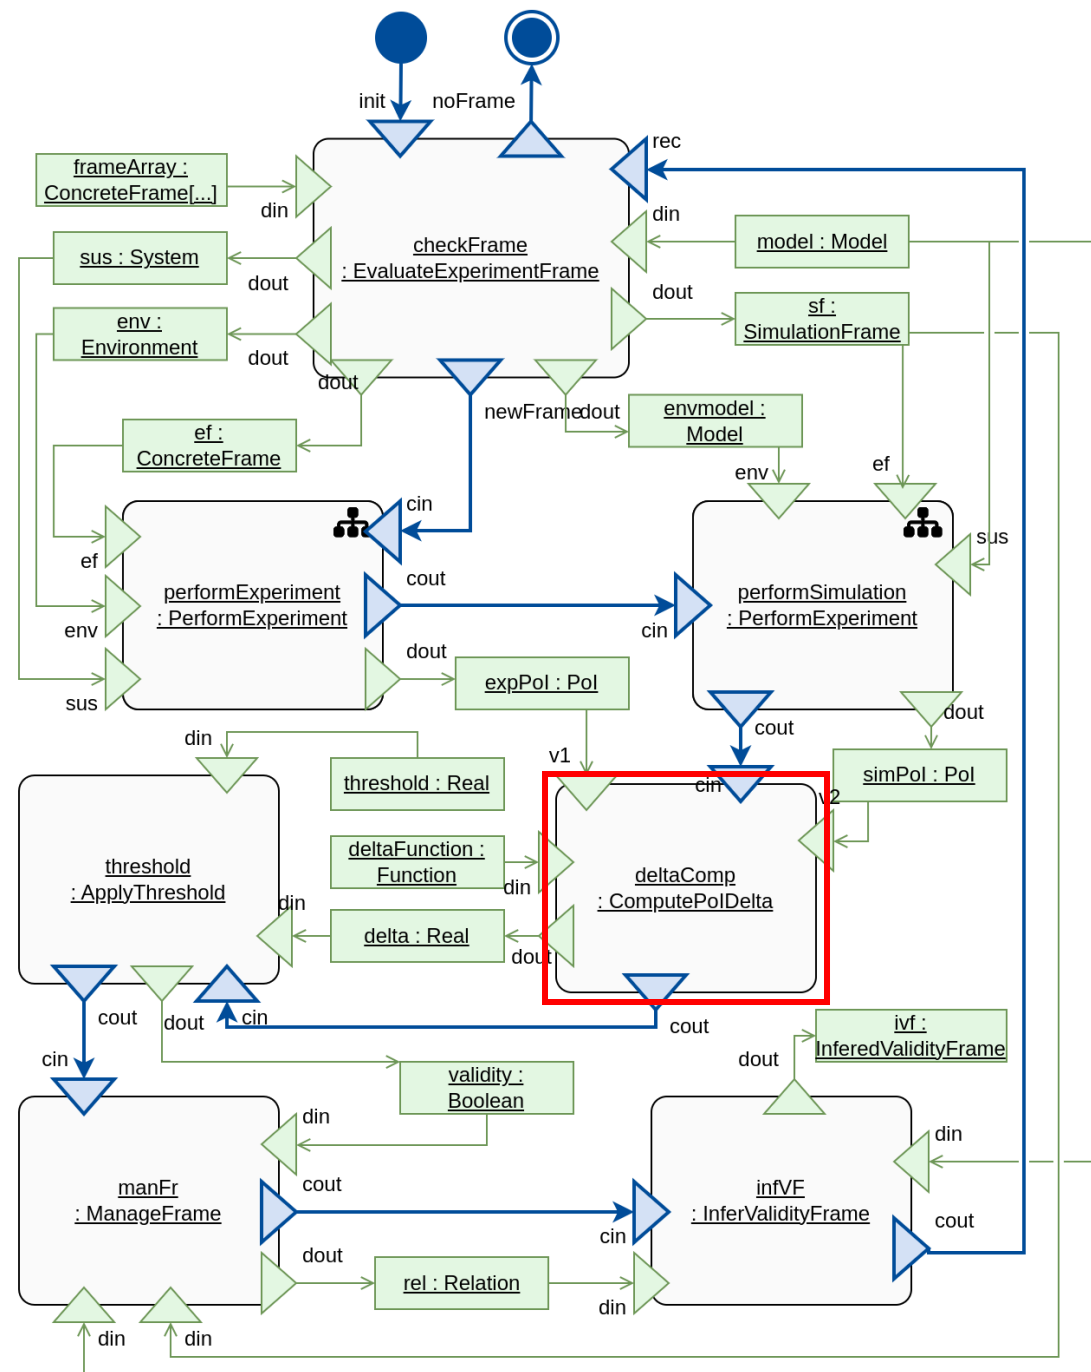 init
noFrame
rec
frameArray :
ConcreteFrame[...]
din
din
model : Model
sus : System
dout
checkFrame
: EvaluateExperimentFrame
dout
sf :
SimulationFrame
env :
Environment
dout
dout
newFrame
dout
envmodel :
Model
ef :
ConcreteFrame
env
ef
cin
sus
ef
performExperiment
: PerformExperiment
cout
performSimulation
: PerformExperiment
env
cin
sus
dout
expPoI : PoI
dout
cout
din
v1
threshold : Real
cin
simPoI : PoI
v2
threshold
: ApplyThreshold
deltaFunction :
Function
din
deltaComp
: ComputePoIDelta
din
delta : Real
dout
cout
dout
cin
cout
ivf :
InferedValidityFrame
cin
validity :
Boolean
dout
din
din
manFr
: ManageFrame
cout
infVF
: InferValidityFrame
cin
cout
dout
rel : Relation
din
din
din